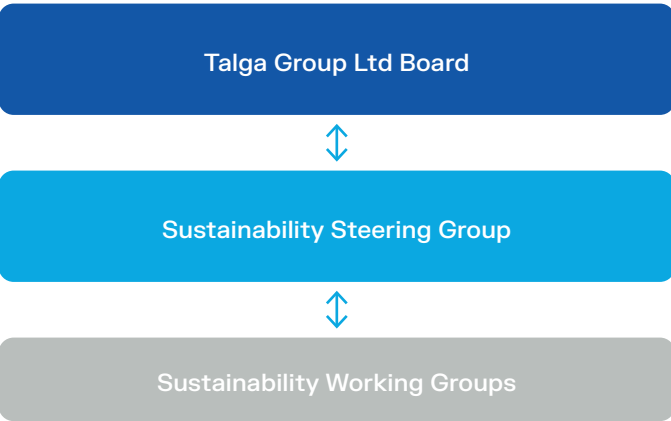 Talga Group Ltd Board
Sustainability Steering Group
Sustainability Working Groups